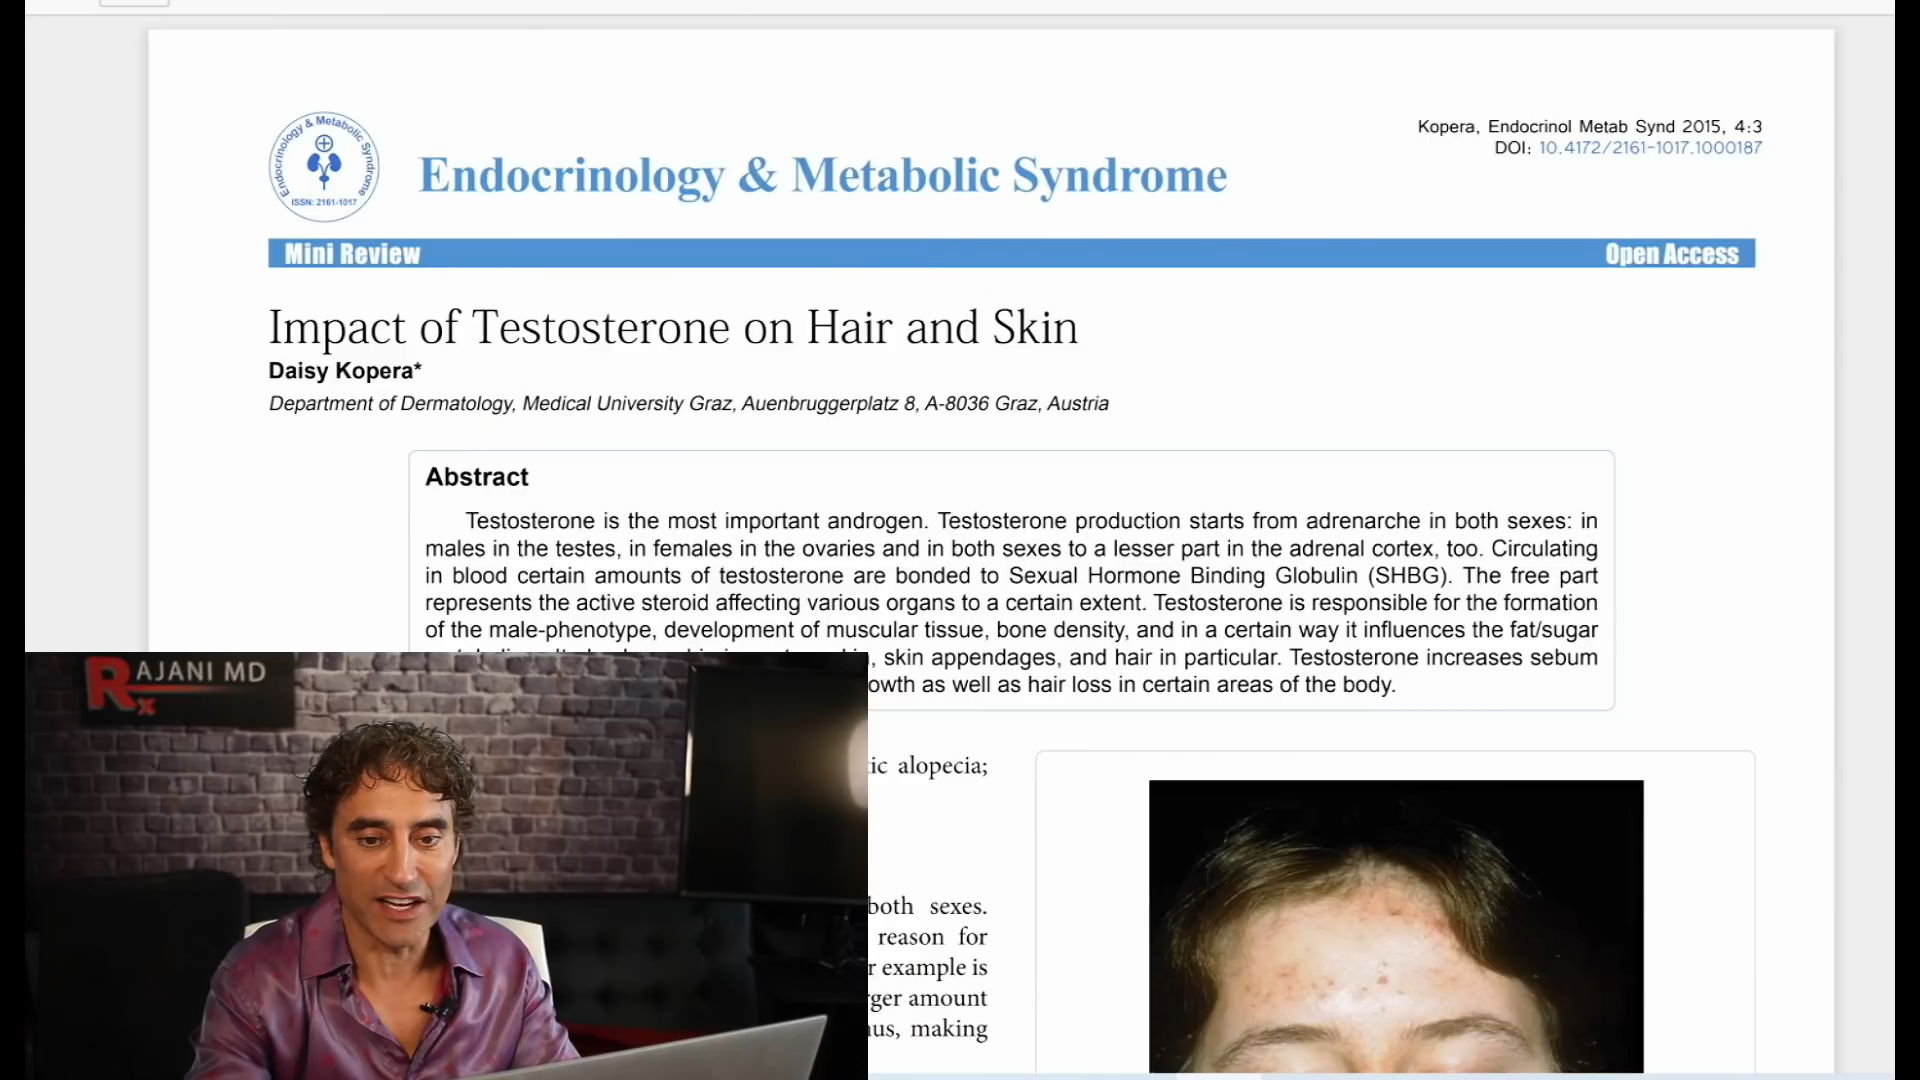 Endocrinology & Metabolic Syndrome
ISSN: 2161-1017
Endocrinology & Metabolic Syndrome
Kopera, Endocrinol Metab Synd 2015, 4:3
DOI: 10.4172/2161-1017.1000187
Mini Review
Open Access
Impact of Testosterone on Hair and Skin
Daisy Kopera*
Department of Dermatology, Medical University Graz, Auenbruggerplatz 8, A-8036 Graz, Austria
Abstract
Testosterone is the most important androgen. Testosterone production starts from adrenarche in both sexes: in
males in the testes, in females in the ovaries and in both sexes to a lesser part in the adrenal cortex, too. Circulating
in blood certain amounts of testosterone are bonded to Sexual Hormone Binding Globulin (SHBG). The free part
represents the active steroid affecting various organs to a certain extent. Testosterone is responsible for the formation
of the male-phenotype, development of muscular tissue, bone density, and in a certain way it influences the fat/sugar
skin appendages, and hair in particular. Testosterone increases sebum
as well as hair loss in certain areas of the body.
alopecia;
both sexes.
reason for
example is
amount
making
RAJANI MD
Rx